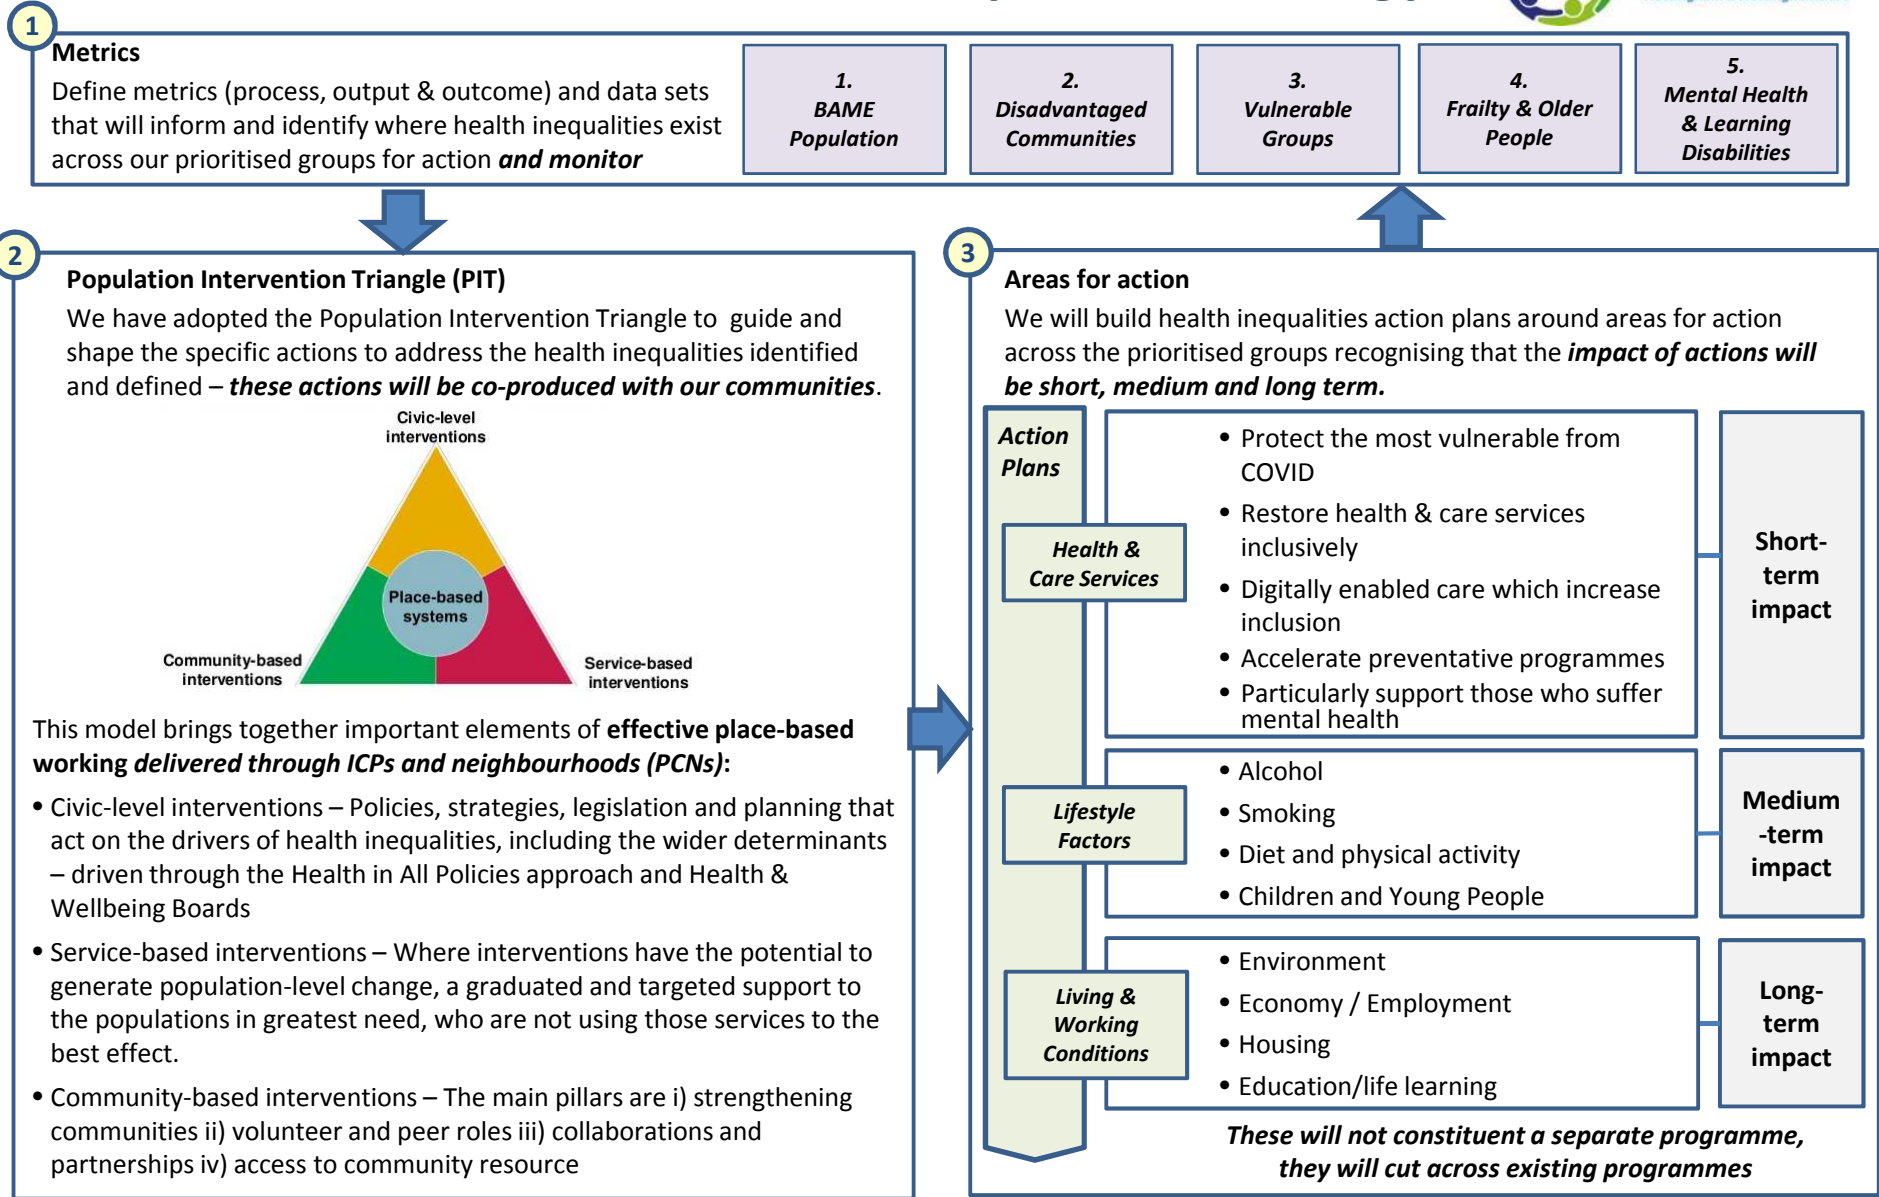 1
Metrics
Define metrics (process, output & outcome) and data sets
that will inform and identify where health inequalities exist
across our prioritised groups for action and monitor
1.
BAME
Population
2.
Disadvantaged
Communities
3.
Vulnerable
Groups
4.
Frailty & Older
People
5.
Mental Health
& Learning
Disabilities
2
Population Intervention Triangle (PIT)
We have adopted the Population Intervention Triangle to guide and
shape the specific actions to address the health inequalities identified
and defined – these actions will be co-produced with our communities.
Civic-level
interventions
Place-based
systems
Community-based
interventions
Service-based
interventions
This model brings together important elements of effective place-based
working delivered through ICPs and neighbourhoods (PCNs):
• Civic-level interventions – Policies, strategies, legislation and planning that
act on the drivers of health inequalities, including the wider determinants
– driven through the Health in All Policies approach and Health &
Wellbeing Boards
• Service-based interventions – Where interventions have the potential to
generate population-level change, a graduated and targeted support to
the populations in greatest need, who are not using those services to the
best effect.
• Community-based interventions – The main pillars are i) strengthening
communities ii) volunteer and peer roles iii) collaborations and
partnerships iv) access to community resource
3
Areas for action
We will build health inequalities action plans around areas for action
across the prioritised groups recognising that the impact of actions will
be short, medium and long term.
Action
Plans
Health &
Care Services
• Protect the most vulnerable from
COVID
• Restore health & care services
inclusively
• Digitally enabled care which increase
inclusion
• Accelerate preventative programmes
• Particularly support those who suffer
mental health
Short-
term
impact
Lifestyle
Factors
• Alcohol
• Smoking
• Diet and physical activity
• Children and Young People
Medium
-term
impact
Living &
Working
Conditions
• Environment
• Economy / Employment
• Housing
• Education/life learning
Long-
term
impact
These will not constituent a separate programme,
they will cut across existing programmes